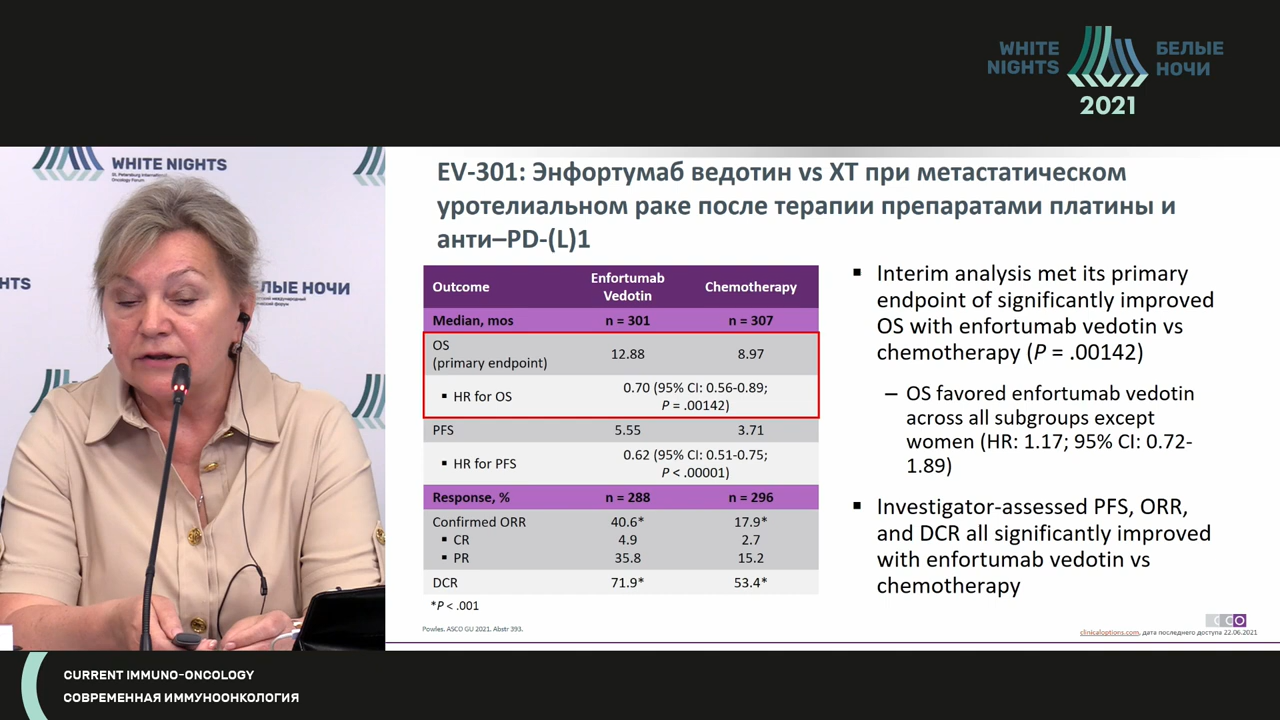 WHITE NIGHTS
БЕЛЫЕ НОЧИ
2021
WHITE NIGHTS
St. Petersburg International
Oncology Forum
НТS
БЕЛЫЕ НОЧИ
EV-301: Энфортумаб ведотин vs ХТ при метастатическом
уротелиальном раке после терапии препаратами платины и
анти–PD-(L)1
Outcome Enfortumab Vedotin Chemotherapy
Median, mos n = 301 n = 307
OS (primary endpoint) 12.88 8.97
▪ HR for OS 0.70 (95% CI: 0.56-0.89; P = .00142)
PFS 5.55 3.71
▪ HR for PFS 0.62 (95% CI: 0.51-0.75; P < .00001)
Response, % n = 288 n = 296
Confirmed ORR 40.6* 17.9*
▪ CR 4.9 2.7
▪ PR 35.8 15.2
DCR 71.9* 53.4*
*P < .001
Powles. ASCO GU 2021. Abstr 393.
▪ Interim analysis met its primary
endpoint of significantly improved
OS with enfortumab vedotin vs
chemotherapy (P = .00142)
– OS favored enfortumab vedotin
across all subgroups except
women (HR: 1.17; 95% CI: 0.72-
1.89)
▪ Investigator-assessed PFS, ORR,
and DCR all significantly improved
with enfortumab vedotin vs
chemotherapy
CCO
clinicaloptions.com, дата последнего доступа 22.06.2021
CURRENT IMMUNO-ONCOLOGY
СОВРЕМЕННАЯ ИММУНООНКОЛОГИЯ